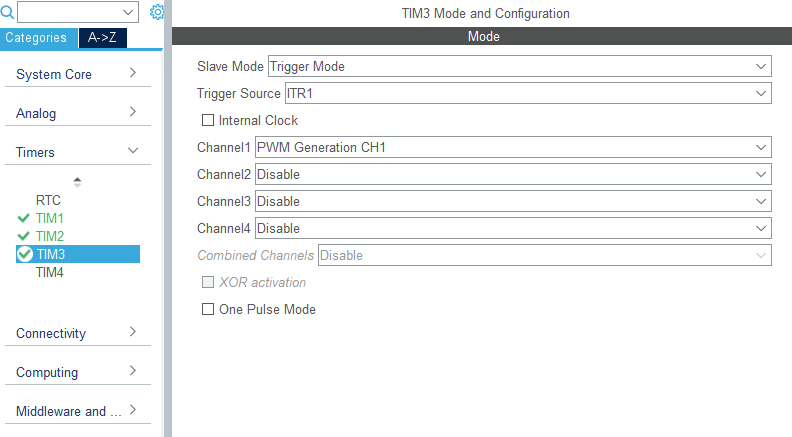 Categories
A->Z
System Core
Analog
Timers
RTC
TIM1
TIM2
TIM3
TIM4
Connectivity
Computing
Middleware and ...
TIM3 Mode and Configuration
Mode
Slave Mode Trigger Mode
Trigger Source ITR1
Internal Clock
Channel1 PWM Generation CH1
Channel2 Disable
Channel3 Disable
Channel4 Disable
Combined Channels Disable
XOR activation
One Pulse Mode